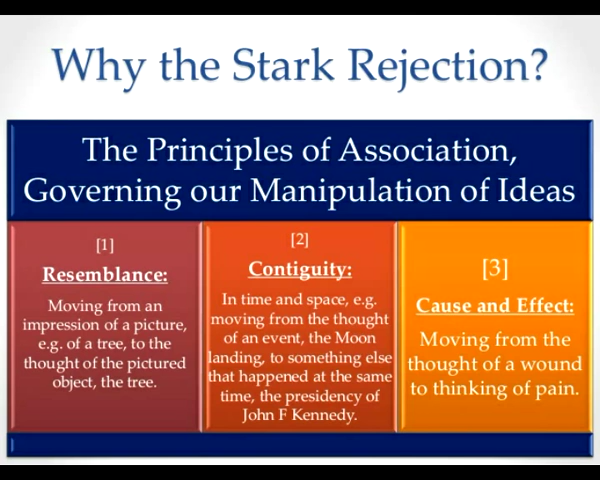 Why the Stark Rejection?
The Principles of Association,
Governing our Manipulation of Ideas
[1]
Resemblance:
Moving from an
impression of a picture,
e.g. of a tree, to the
thought of the pictured
object, the tree.
[2]
Contiguity:
In time and space, e.g.
moving from the thought
of an event, the Moon
landing, to something else
that happened at the same
time, the presidency of
John F Kennedy.
[3]
Cause and Effect:
Moving from the
thought of a wound
to thinking of pain.